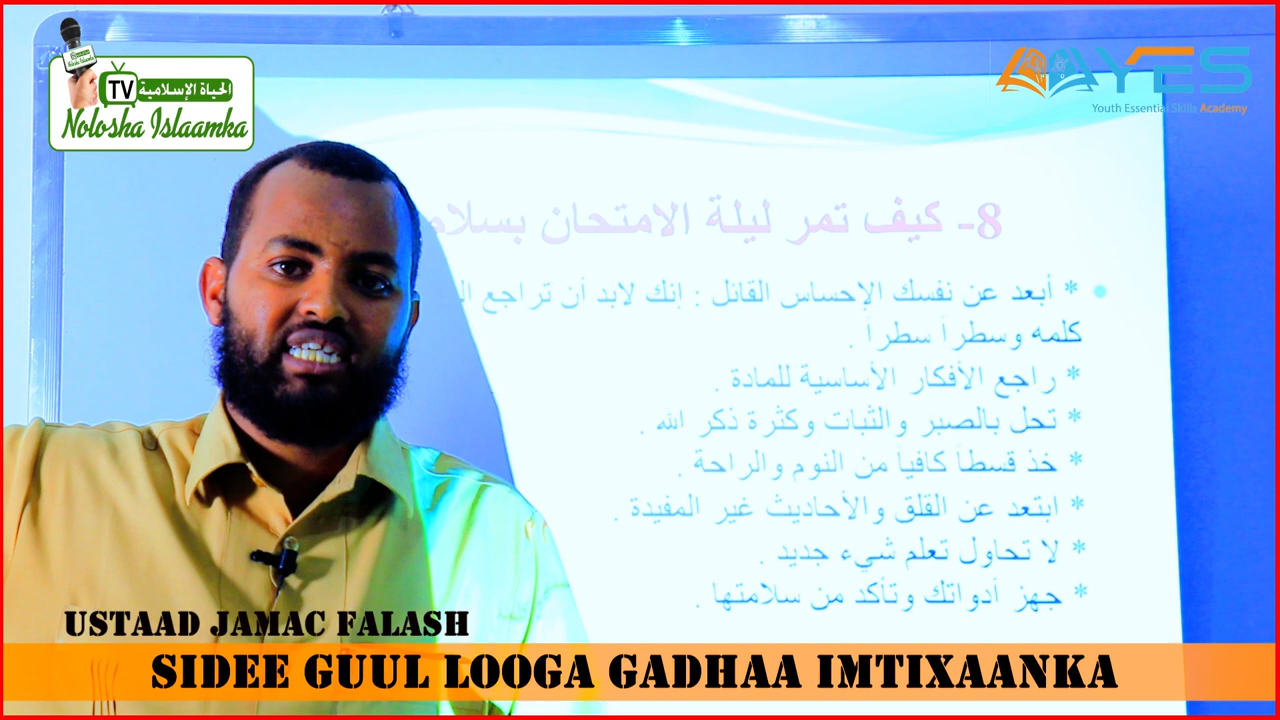 TV الحياة الإسلامية
Nolosha Islaamka
YES
Youth Essential Skills Academy
8- كيف تمر ليلة الامتحان بسلام
* أبعد عن نفسك الإحساس القائل : إنك لابد أن تراجع
كلمه وسطراً سطراً .
* راجع الأفكار الأساسية للمادة .
* تحل بالصبر والثبات وكثرة ذكر الله .
* خذ قسطاً كافيا من النوم والراحة .
* ابتعد عن القلق والأحاديث غير المفيدة .
* لا تحاول تعلم شيء جديد .
* جهز أدواتك وتأكد من سلامتها .
USTAAD JAMAC FALASH
SIDEE GUUL LOOGA GADHAA IMTIXAANKA